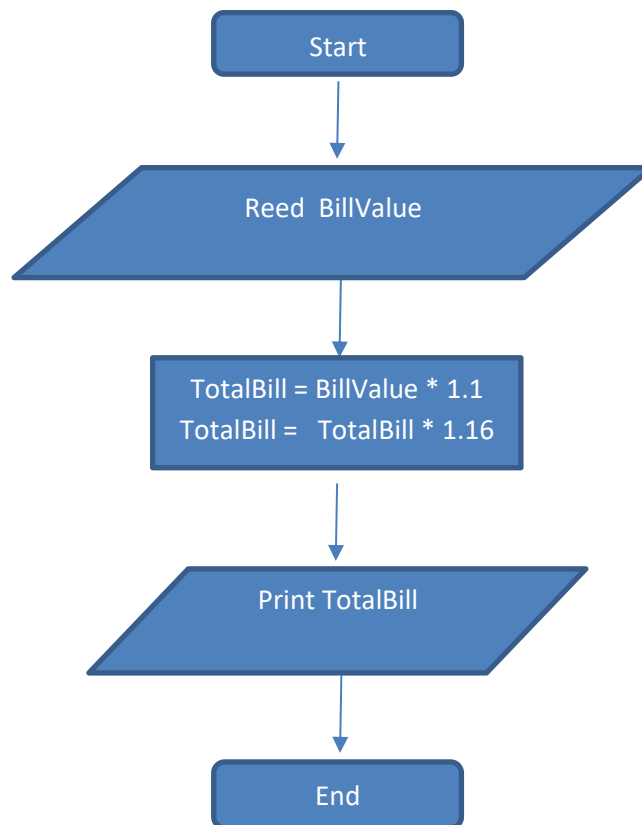 Start
Reed  BillValue
TotalBill = BillValue * 1.1
TotalBill =   TotalBill * 1.16
Print TotalBill
End